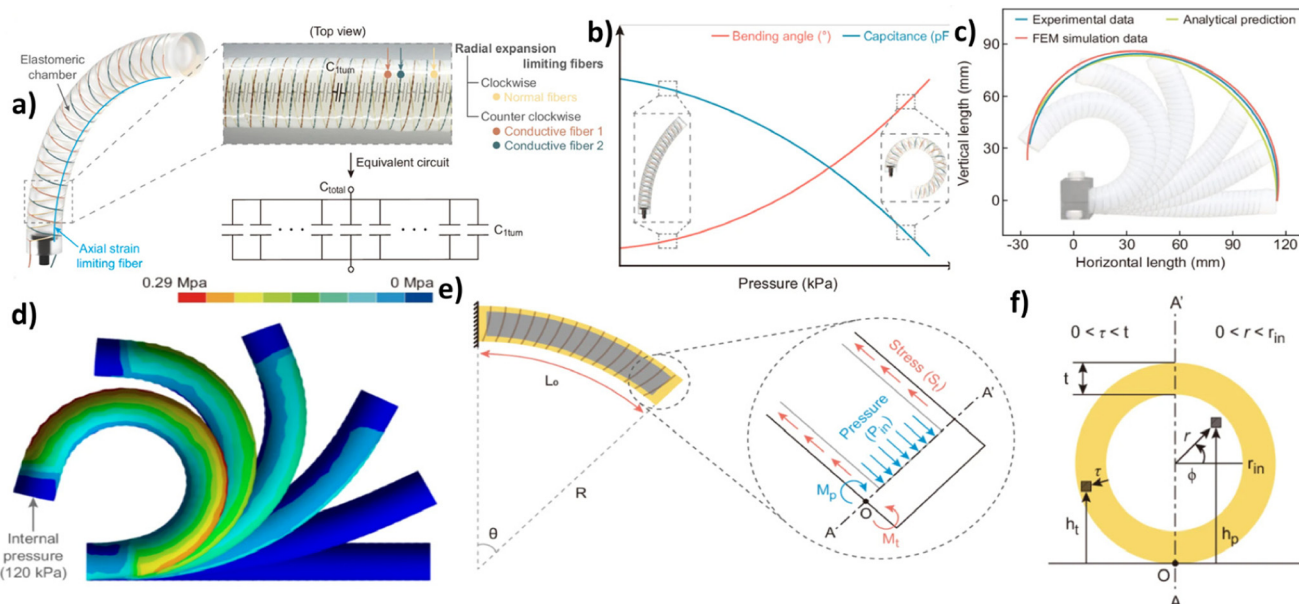 a)
Elastomeric
chamber
Axial strain
limiting fiber
(Top view)
C1turn
Radial expansion
limiting fibers
Clockwise
Normal fibers
Counter clockwise
Conductive fiber 1
Conductive fiber 2
Equivalent circuit
Ctotal
C1turn
b)
Bending angle (°) Capcitance (pF
Pressure (kPa)
c)
Experimental data Analytical prediction
FEM simulation data
Vertical length (mm)
90
60
30
0
-30 0 30 60 90 120
Horizontal length (mm)
0.29 Mpa 0 Mpa
d)
Internal
pressure
(120 kPa)
e)
Lo
R
θ
Stress (St)
Pressure
(Pin)
A'
Mp
O
A'
Mt
f)
A'
0 < τ < t 0 < r < rin
t
r
rin
ϕ
τ
ht
hp
O
A